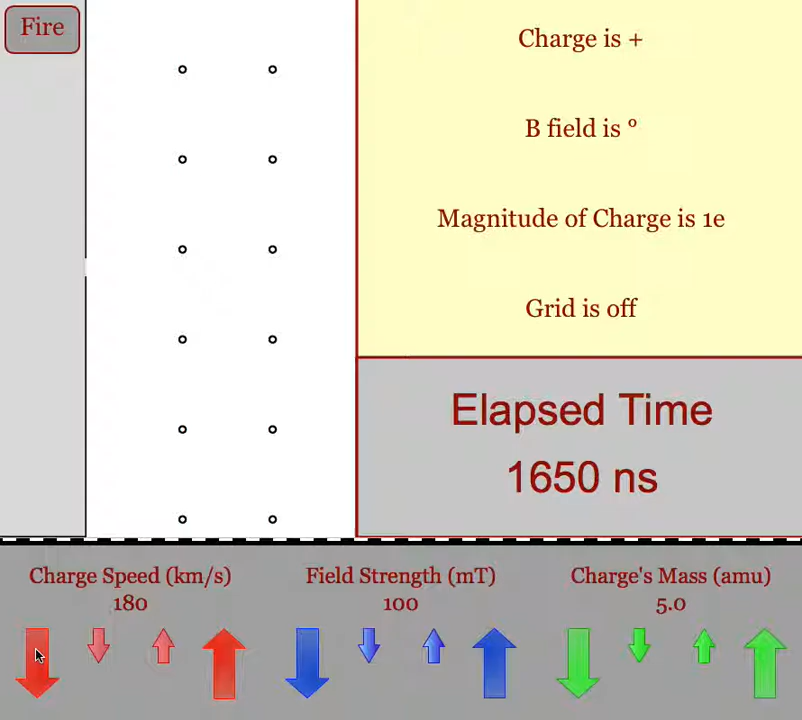 Fire
Charge is +
B field is °
Magnitude of Charge is 1e
Grid is off
Elapsed Time
1650 ns
Charge Speed (km/s)
180
Field Strength (mT)
100
Charge's Mass (amu)
5.0